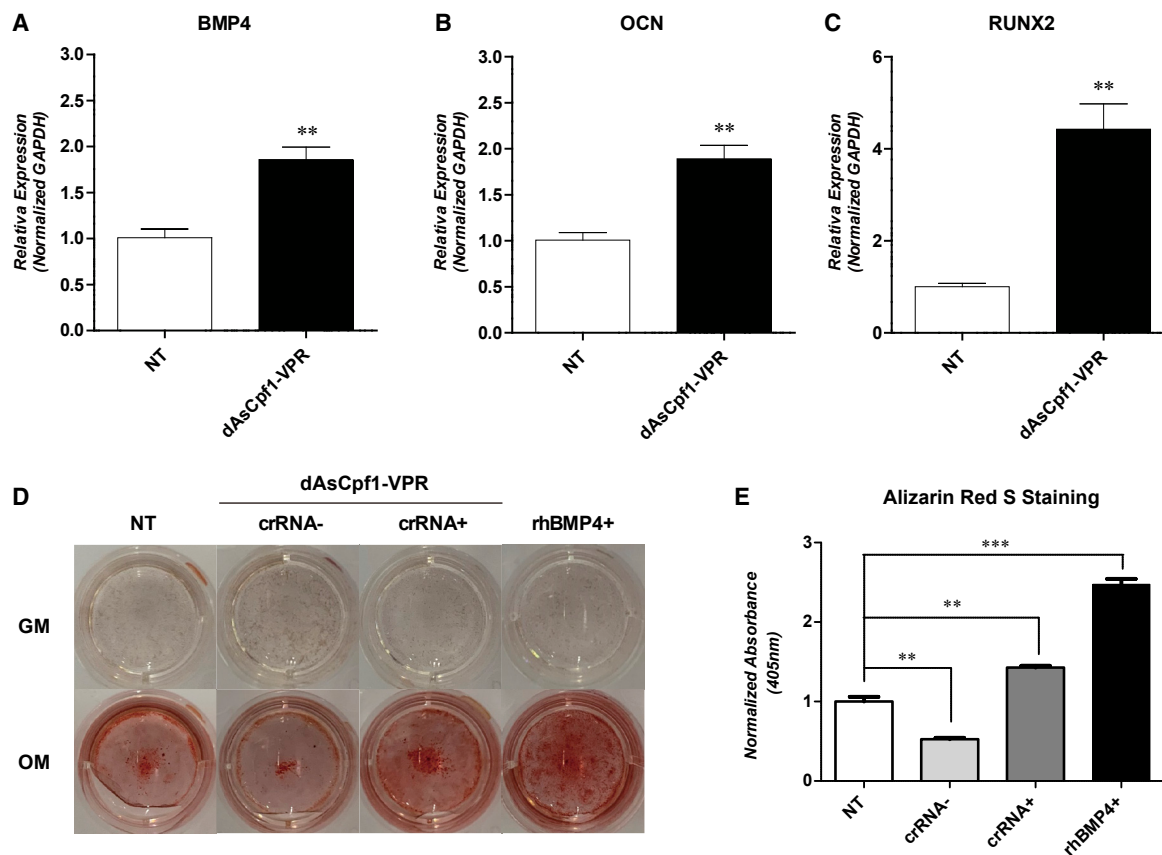 A
BMP4
Relativa Expression
(Normalized GAPDH)
3.0
2.5
2.0
1.5
1.0
0.5
0.0
**
NT
dAsCpf1-VPR
B
OCN
Relative Expression
(Normalized GAPDH)
3.0
2.5
2.0
1.5
1.0
0.5
0.0
**
NT
dAsCpf1-VPR
C
RUNX2
Relative Expression
(Normalized GAPDH)
6
4
2
0
**
NT
dAsCpf1-VPR
D
dAsCpf1-VPR
NT crRNA- crRNA+ rhBMP4+
GM
OM
E
Alizarin Red S Staining
Normalized Absorbance
(405nm)
3
2
1
0
***
**
**
NT
crRNA-
crRNA+
rhBMP4+